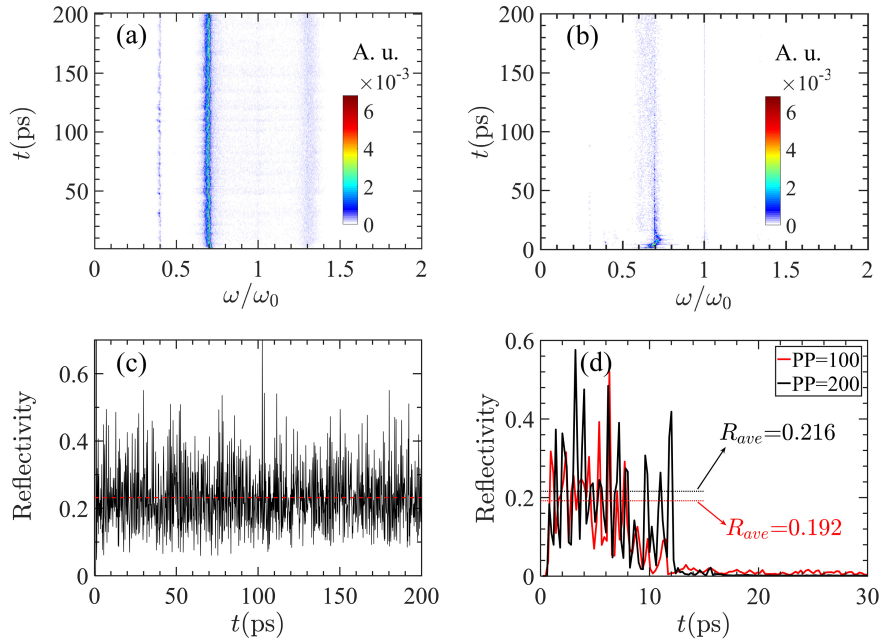 (a)
A. u.
×10⁻³
6
4
2
0
200
150
100
50
t(ps)
0
0.5
1
1.5
2
ω/ω₀
(b)
A. u.
×10⁻³
6
4
2
0
200
150
100
50
0
t(ps)
0
0.5
1
1.5
2
ω/ω₀
(c)
0.6
0.4
0.2
0
Reflectivity
0
50
100
150
200
t(ps)
(d)
PP=100
PP=200
R_ave=0.216
R_ave=0.192
0.6
0.4
0.2
0
Reflectivity
0
10
20
30
t(ps)